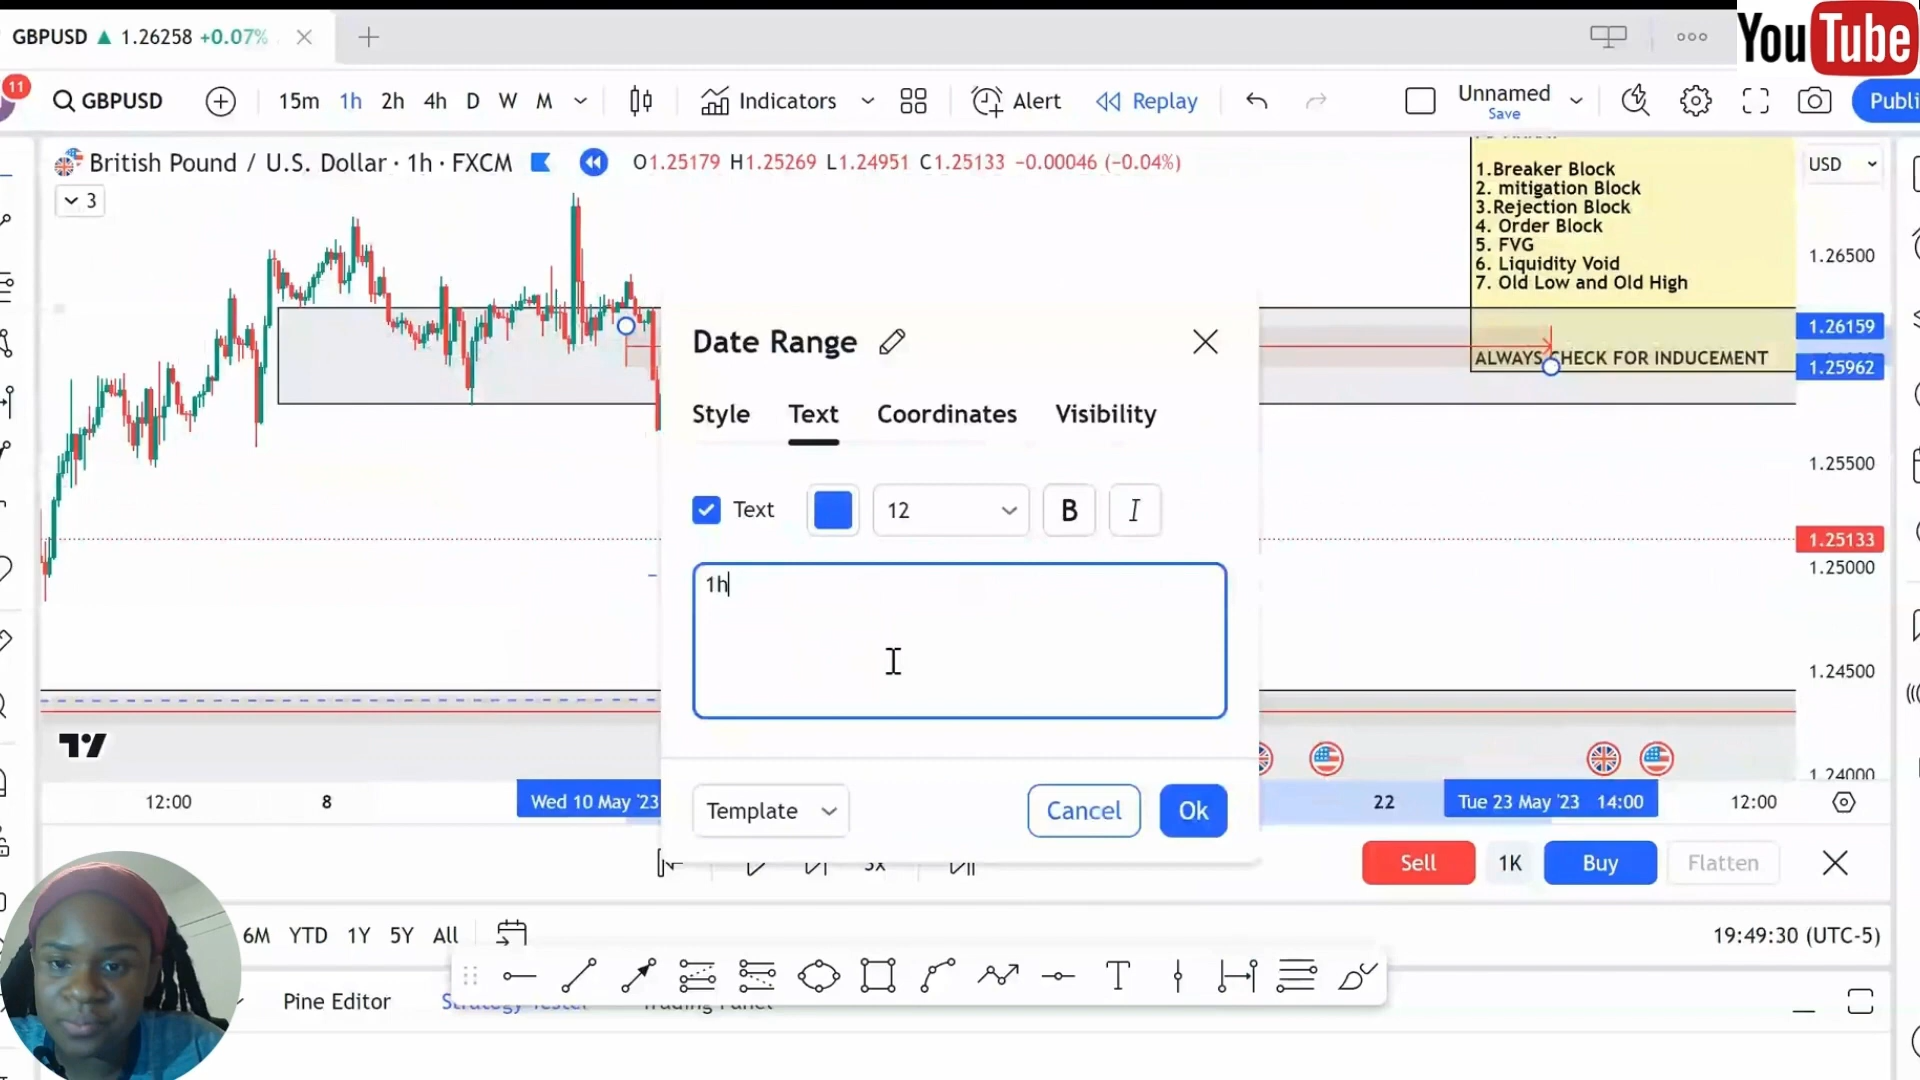 GBPUSD 1.26258 +0.07%
YouTube
11
GBPUSD 15m 1h 2h 4h D W M Indicators Alert Replay Unnamed Save Publi
British Pound / U.S. Dollar · 1h · FXCM O1.25179 H1.25269 L1.24951 C1.25133 −0.00046 (−0.04%)
3
USD
1.Breaker Block
2. mitigation Block
3.Rejection Block
4. Order Block
5. FVG
6. Liquidity Void
7. Old Low and Old High
ALWAYS CHECK FOR INDUCEMENT
1.26500
1.26159
1.25962
1.25500
1.25133
1.25000
1.24500
1.24000
Date Range
Style Text Coordinates Visibility
Text 12 B I
1h
Template Cancel Ok
12:00 8 Wed 10 May '23 22 Tue 23 May '23 14:00 12:00
Sell 1K Buy Flatten
6M YTD 1Y 5Y All
19:49:30 (UTC-5)
Pine Editor Strategy Tester Trading Panel